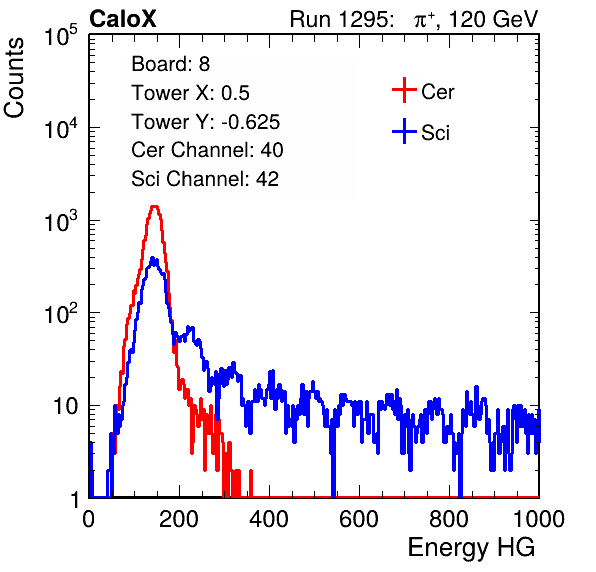 CaloX Run 1295: π⁺, 120 GeV
Counts
10⁵
10⁴
10³
10²
10
1
Board: 8
Tower X: 0.5
Tower Y: -0.625
Cer Channel: 40
Sci Channel: 42
Cer
Sci
0 200 400 600 800 1000
Energy HG